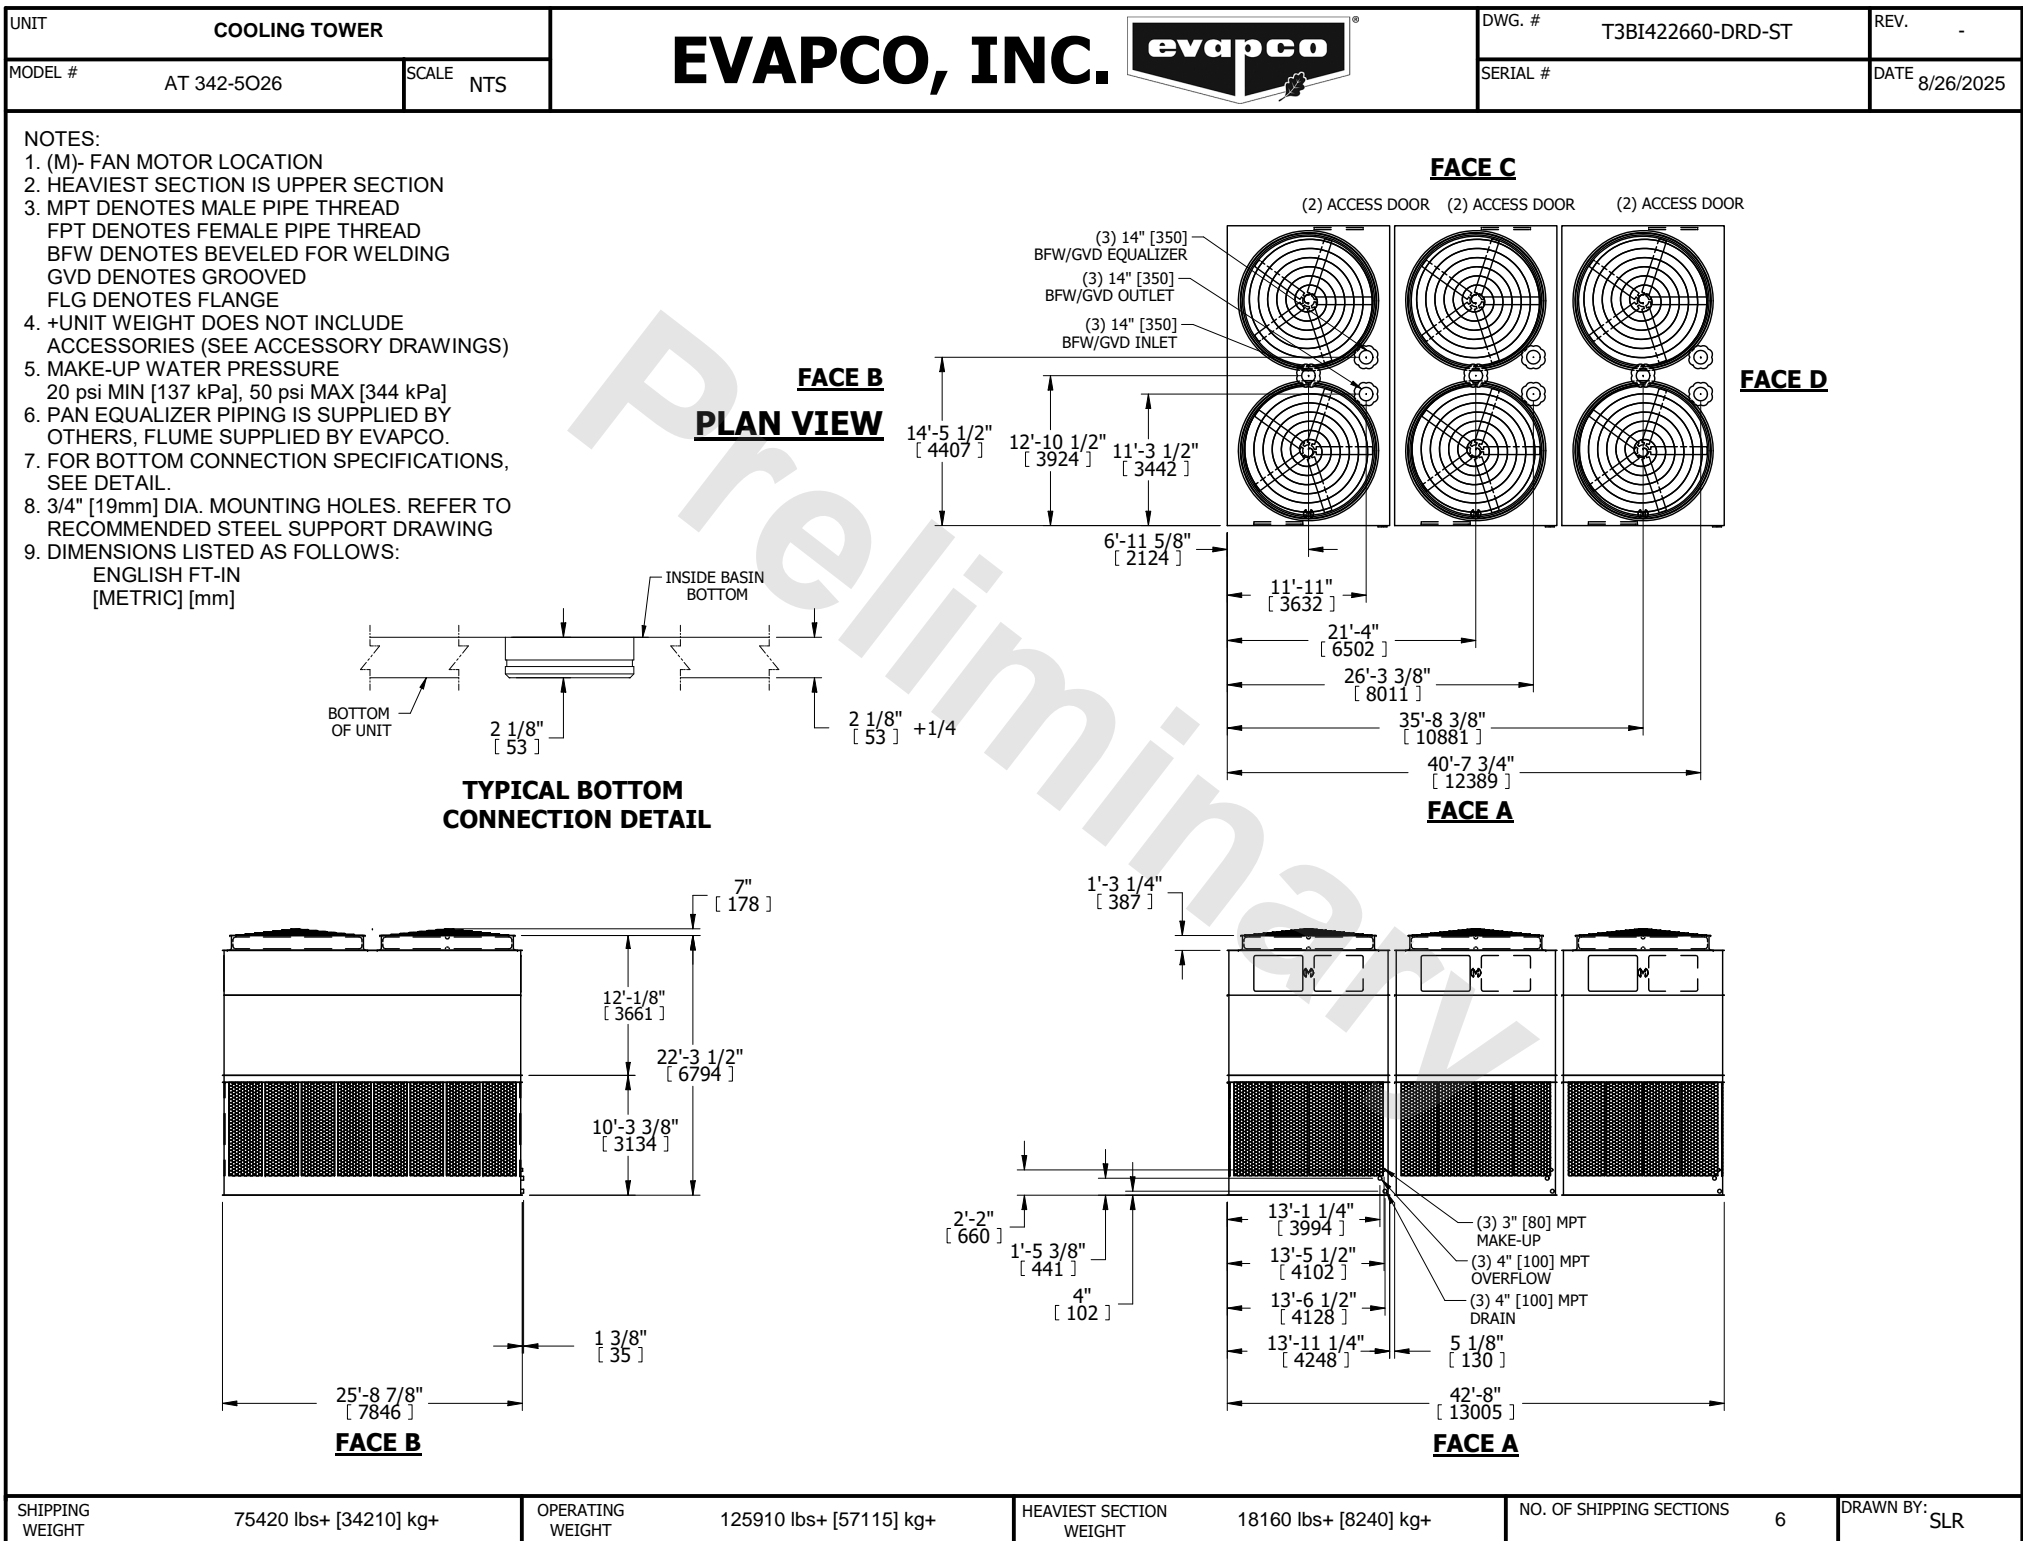 UNIT
COOLING TOWER
MODEL #
AT 342-5O26
SCALE
NTS
EVAPCO, INC.
evapco
®
DWG. #
T3BI422660-DRD-ST
REV.
-
SERIAL #
DATE
8/26/2025
NOTES:
1. (M)- FAN MOTOR LOCATION
2. HEAVIEST SECTION IS UPPER SECTION
3. MPT DENOTES MALE PIPE THREAD
FPT DENOTES FEMALE PIPE THREAD
BFW DENOTES BEVELED FOR WELDING
GVD DENOTES GROOVED
FLG DENOTES FLANGE
4. +UNIT WEIGHT DOES NOT INCLUDE
ACCESSORIES (SEE ACCESSORY DRAWINGS)
5. MAKE-UP WATER PRESSURE
20 psi MIN [137 kPa], 50 psi MAX [344 kPa]
6. PAN EQUALIZER PIPING IS SUPPLIED BY
OTHERS, FLUME SUPPLIED BY EVAPCO.
7. FOR BOTTOM CONNECTION SPECIFICATIONS,
SEE DETAIL.
8. 3/4" [19mm] DIA. MOUNTING HOLES. REFER TO
RECOMMENDED STEEL SUPPORT DRAWING
9. DIMENSIONS LISTED AS FOLLOWS:
ENGLISH FT-IN
[METRIC] [mm]
INSIDE BASIN
BOTTOM
BOTTOM
OF UNIT
2 1/8"
[ 53 ]
2 1/8"
[ 53 ]
+1/4
TYPICAL BOTTOM
CONNECTION DETAIL
Preliminary
FACE C
(2) ACCESS DOOR
(2) ACCESS DOOR
(2) ACCESS DOOR
(3) 14" [350]
BFW/GVD EQUALIZER
(3) 14" [350]
BFW/GVD OUTLET
(3) 14" [350]
BFW/GVD INLET
FACE B
PLAN VIEW
FACE D
14'-5 1/2"
[ 4407 ]
12'-10 1/2"
[ 3924 ]
11'-3 1/2"
[ 3442 ]
6'-11 5/8"
[ 2124 ]
11'-11"
[ 3632 ]
21'-4"
[ 6502 ]
26'-3 3/8"
[ 8011 ]
35'-8 3/8"
[ 10881 ]
40'-7 3/4"
[ 12389 ]
FACE A
7"
[ 178 ]
12'-1/8"
[ 3661 ]
22'-3 1/2"
[ 6794 ]
10'-3 3/8"
[ 3134 ]
1 3/8"
[ 35 ]
25'-8 7/8"
[ 7846 ]
FACE B
1'-3 1/4"
[ 387 ]
2'-2"
[ 660 ]
1'-5 3/8"
[ 441 ]
4"
[ 102 ]
13'-1 1/4"
[ 3994 ]
13'-5 1/2"
[ 4102 ]
13'-6 1/2"
[ 4128 ]
13'-11 1/4"
[ 4248 ]
(3) 3" [80] MPT
MAKE-UP
(3) 4" [100] MPT
OVERFLOW
(3) 4" [100] MPT
DRAIN
5 1/8"
[ 130 ]
42'-8"
[ 13005 ]
FACE A
SHIPPING
WEIGHT
75420 lbs+ [34210] kg+
OPERATING
WEIGHT
125910 lbs+ [57115] kg+
HEAVIEST SECTION
WEIGHT
18160 lbs+ [8240] kg+
NO. OF SHIPPING SECTIONS
6
DRAWN BY:
SLR